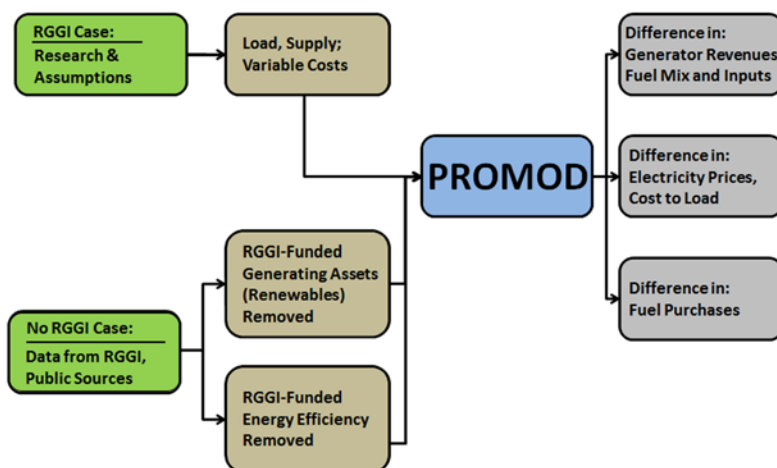 RGGI Case:
Research &
Assumptions
Load, Supply;
Variable Costs
No RGGI Case:
Data from RGGI,
Public Sources
RGGI-Funded
Generating Assets
(Renewables)
Removed
RGGI-Funded
Energy Efficiency
Removed
PROMOD
Difference in:
Generator Revenues
Fuel Mix and Inputs
Difference in:
Electricity Prices,
Cost to Load
Difference in:
Fuel Purchases